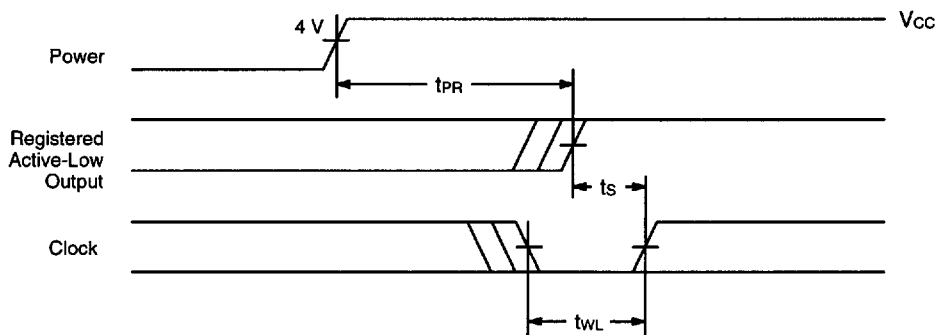 4 V
VCC
Power
tPR
Registered
Active-Low
Output
tS
Clock
tWL